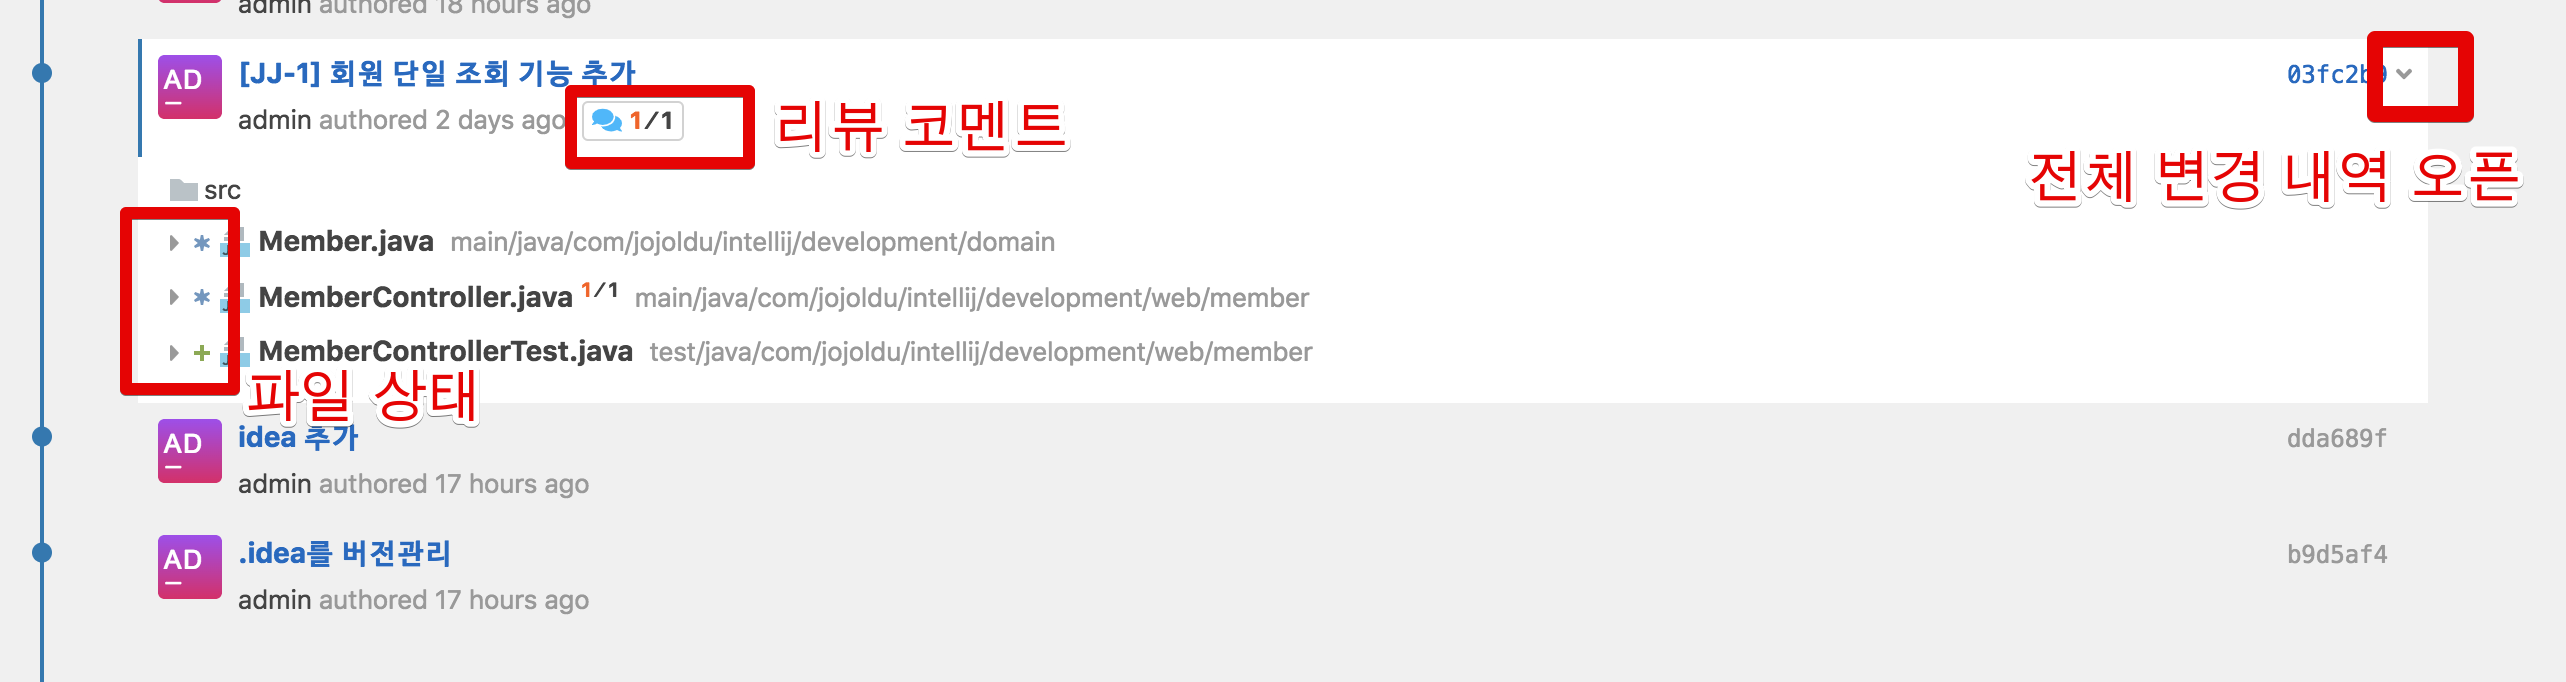 admin authored 18 hours ago
AD
[JJ-1] 회원 단일 조회 기능 추가
03fc2b9
admin authored 2 days ago
1/1
리뷰 코멘트
전체 변경 내역 오픈
src
Member.java main/java/com/jojoldu/intellij/development/domain
MemberController.java 1/1 main/java/com/jojoldu/intellij/development/web/member
MemberControllerTest.java test/java/com/jojoldu/intellij/development/web/member
파일 상태
AD
idea 추가
dda689f
admin authored 17 hours ago
AD
.idea를 버전관리
b9d5af4
admin authored 17 hours ago